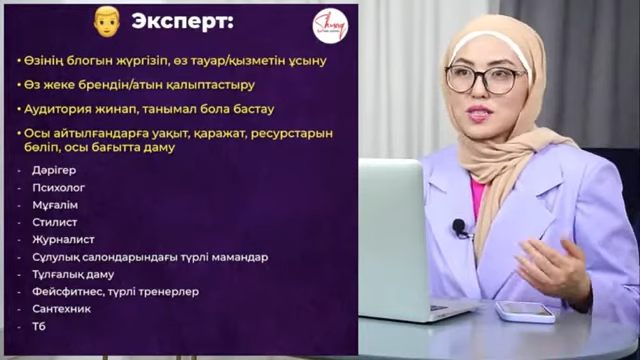 Эксперт:
• Өзінің блогын жүргізіп, өз тауар/қызметін ұсыну
• Өз жеке брендін/атын қалыптастыру
• Аудитория жинап, танымал бола бастау
• Осы айтылғандарға уақыт, қаражат, ресурстарын
бөліп, осы бағытта даму
- Дәрігер
- Психолог
- Мұғалім
- Стилист
- Журналист
- Сұлулық салондарындағы түрлі мамандар
- Тұлғалық даму
- Фейсфитнес, түрлі тренерлер
- Сантехник
- Тб